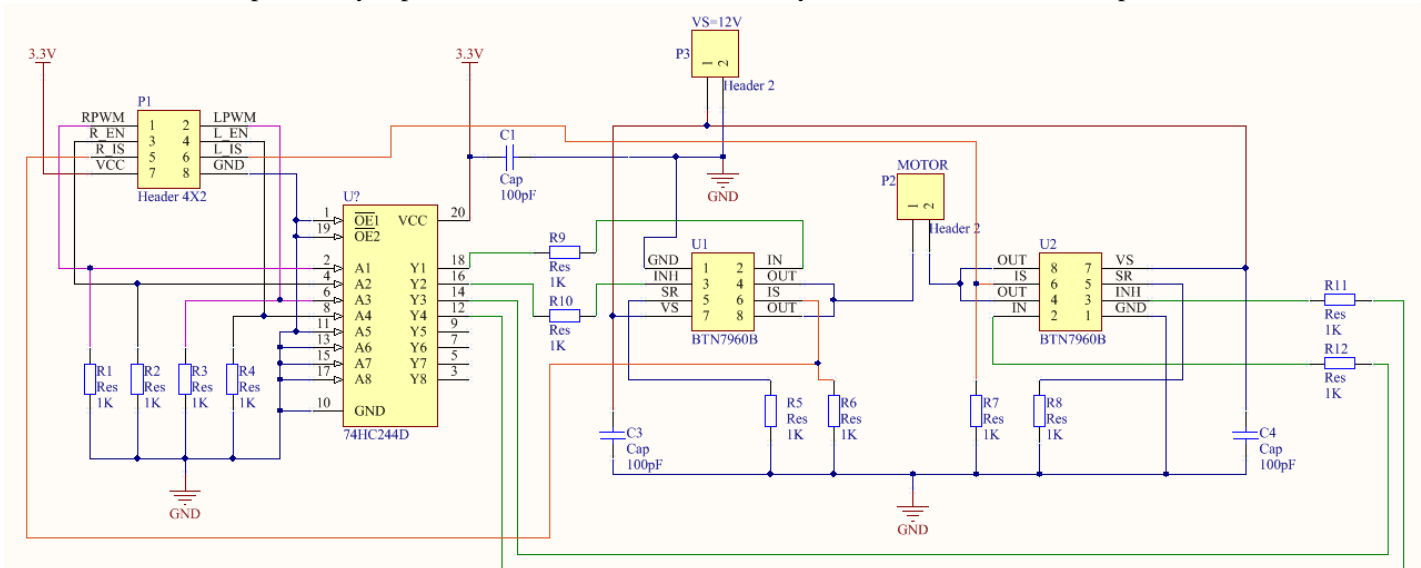 VS=12V
3.3V
3.3V
P3
1 2
Header 2
P1
RPWM 1 2 LPWM
R_EN 3 4 L_EN
R_IS 5 6 L_IS
VCC 7 8 GND
Header 4X2
C1
Cap
100pF
GND
MOTOR
P2
1 2
Header 2
U?
1 OE1 VCC 20
19 OE2
2 A1 Y1 18
4 A2 Y2 16
6 A3 Y3 14
8 A4 Y4 12
11 A5 Y5 9
13 A6 Y6 7
15 A7 Y7 5
17 A8 Y8 3
10 GND
74HC244D
R9
Res
1K
R10
Res
1K
U1
GND 1 2 IN
INH 3 4 OUT
SR 5 6 IS
VS 7 8 OUT
BTN7960B
U2
OUT 8 7 VS
IS 6 5 SR
OUT 4 3 INH
IN 2 1 GND
BTN7960B
R11
Res
1K
R12
Res
1K
R1
Res
1K
R2
Res
1K
R3
Res
1K
R4
Res
1K
R5
Res
1K
R6
Res
1K
R7
Res
1K
R8
Res
1K
C3
Cap
100pF
C4
Cap
100pF
GND
GND